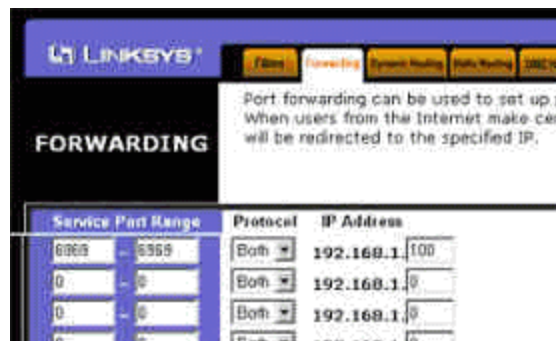 LINKSYS
Filters Forwarding Dynamic Routing Static Routing DMZ
Port forwarding can be used to set up
When users from the Internet make
will be redirected to the specified IP.
FORWARDING
Service Port Range Protocol IP Address
6969 - 6969 Both 192.168.1.100
0 - 0 Both 192.168.1.0
0 - 0 Both 192.168.1.0
Both